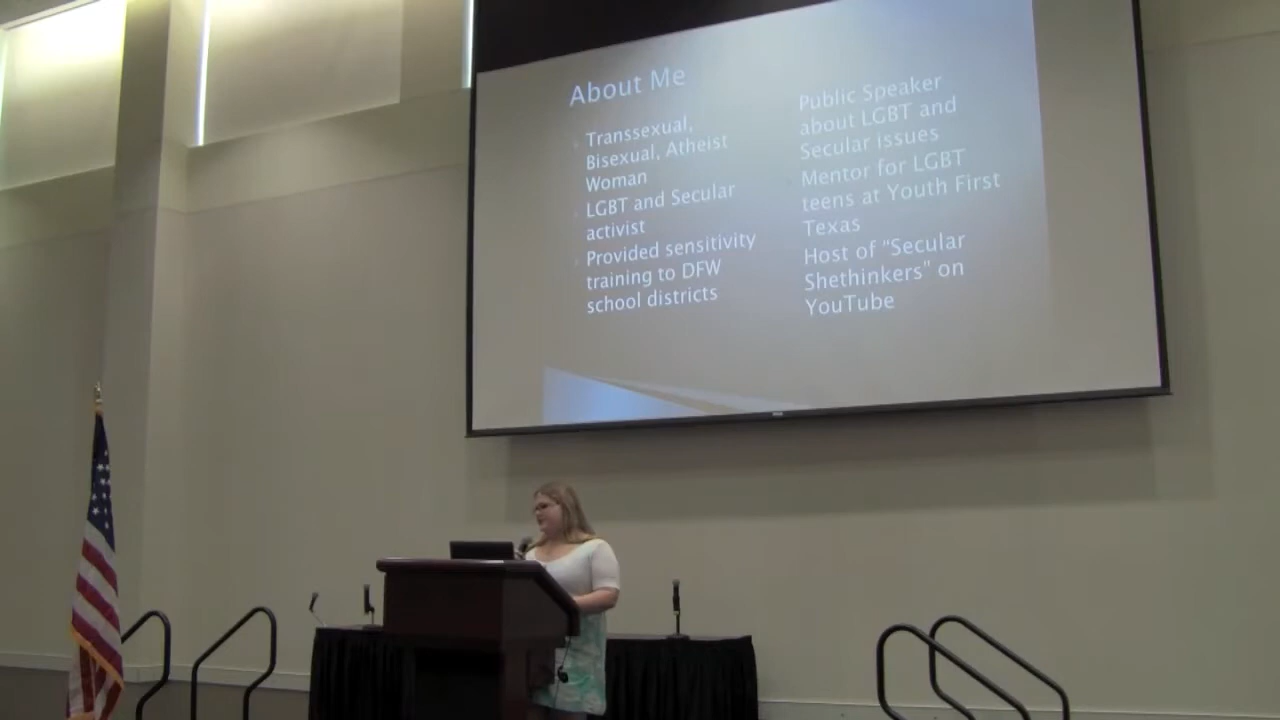 About Me
Transsexual,
Bisexual, Atheist
Woman
LGBT and Secular
activist
Provided sensitivity
training to DFW
school districts
Public Speaker
about LGBT and
Secular issues
Mentor for LGBT
teens at Youth First
Texas
Host of “Secular
Shethinkers” on
YouTube